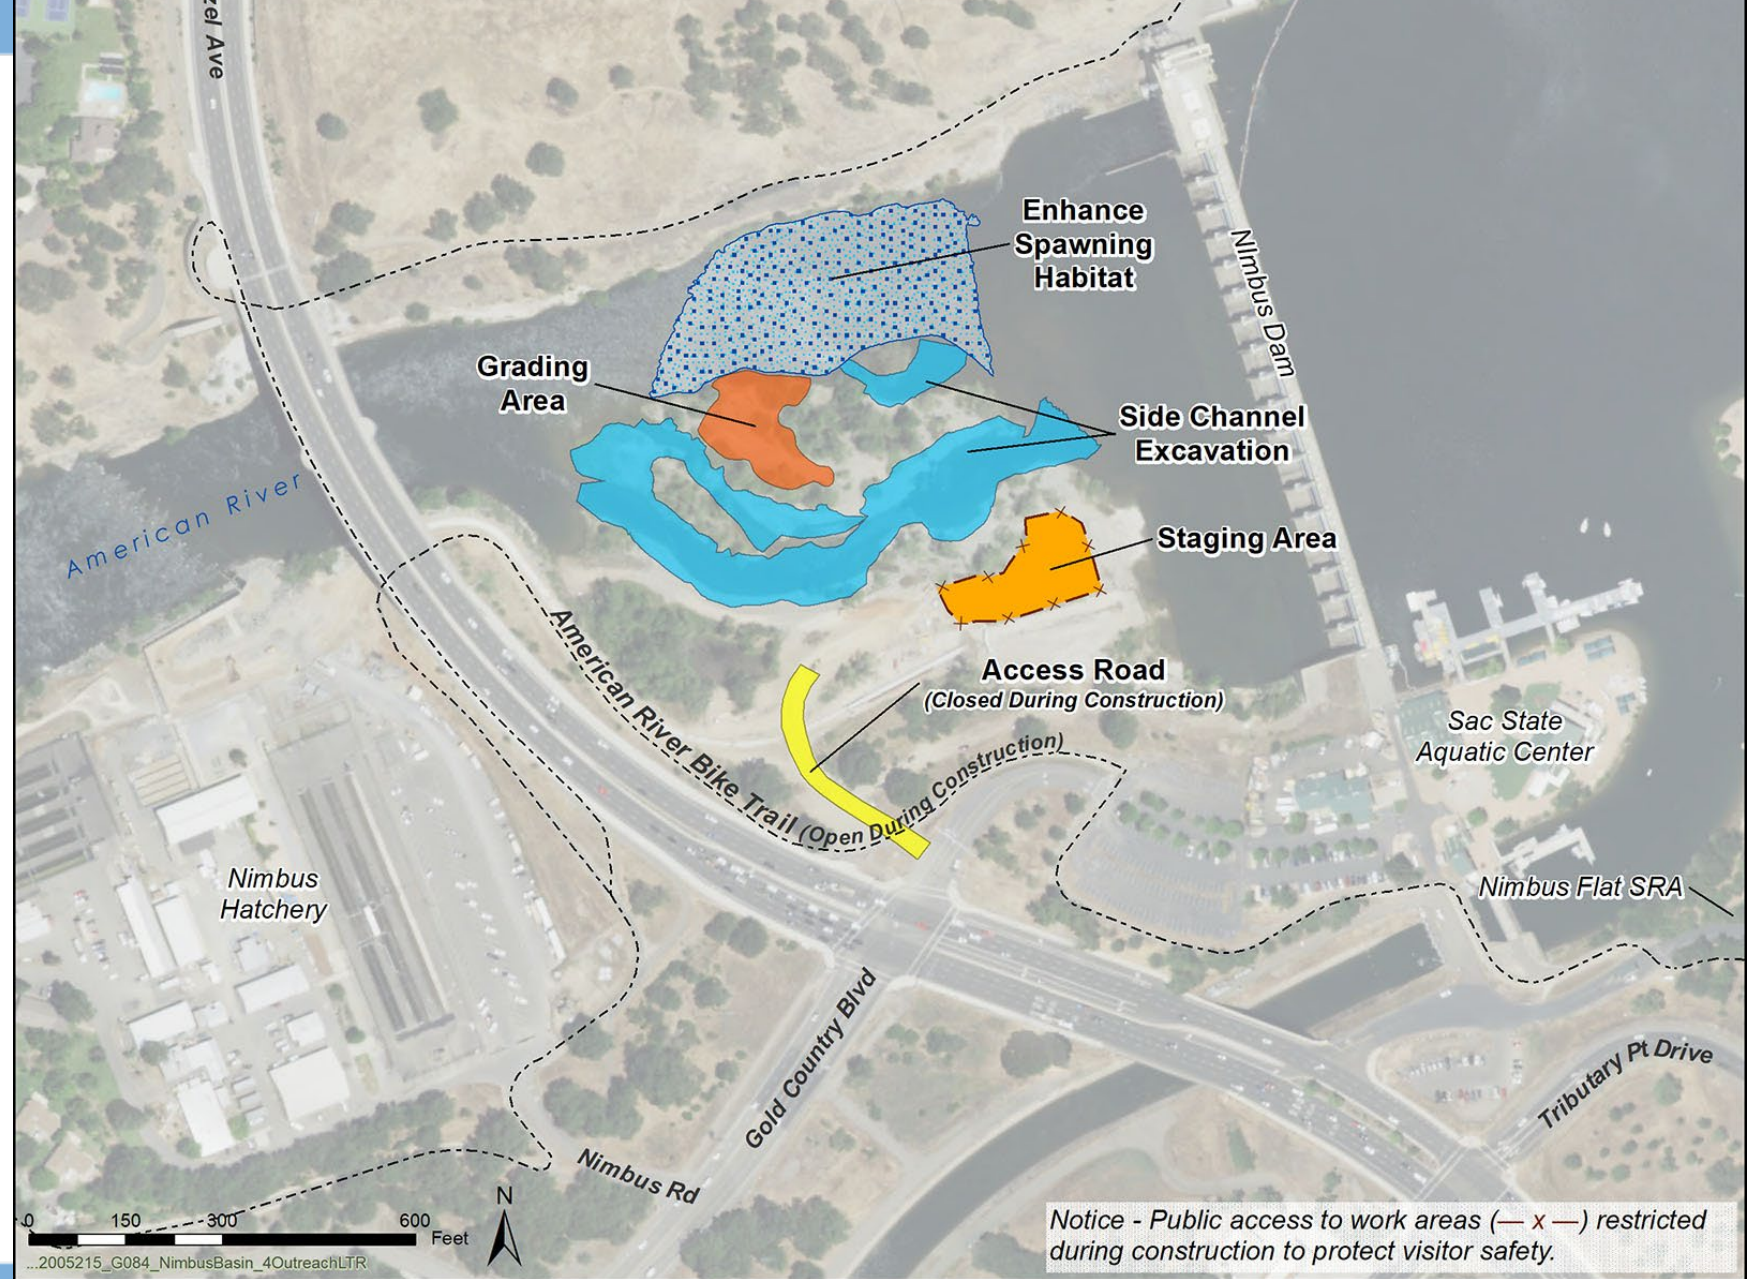 zel Ave
Enhance
Spawning
Habitat
NImbus Dam
Grading
Area
Side Channel
Excavation
American River
Staging Area
American River Bike Trail (Open During Construction)
Access Road
(Closed During Construction)
Sac State
Aquatic Center
Nimbus
Hatchery
Nimbus Flat SRA
Gold Country Blvd
Tributary Pt Drive
Nimbus Rd
N
0 150 300 600
Feet
...2005215_G084_NimbusBasin_4OutreachLTR
Notice - Public access to work areas (— x —) restricted
during construction to protect visitor safety.